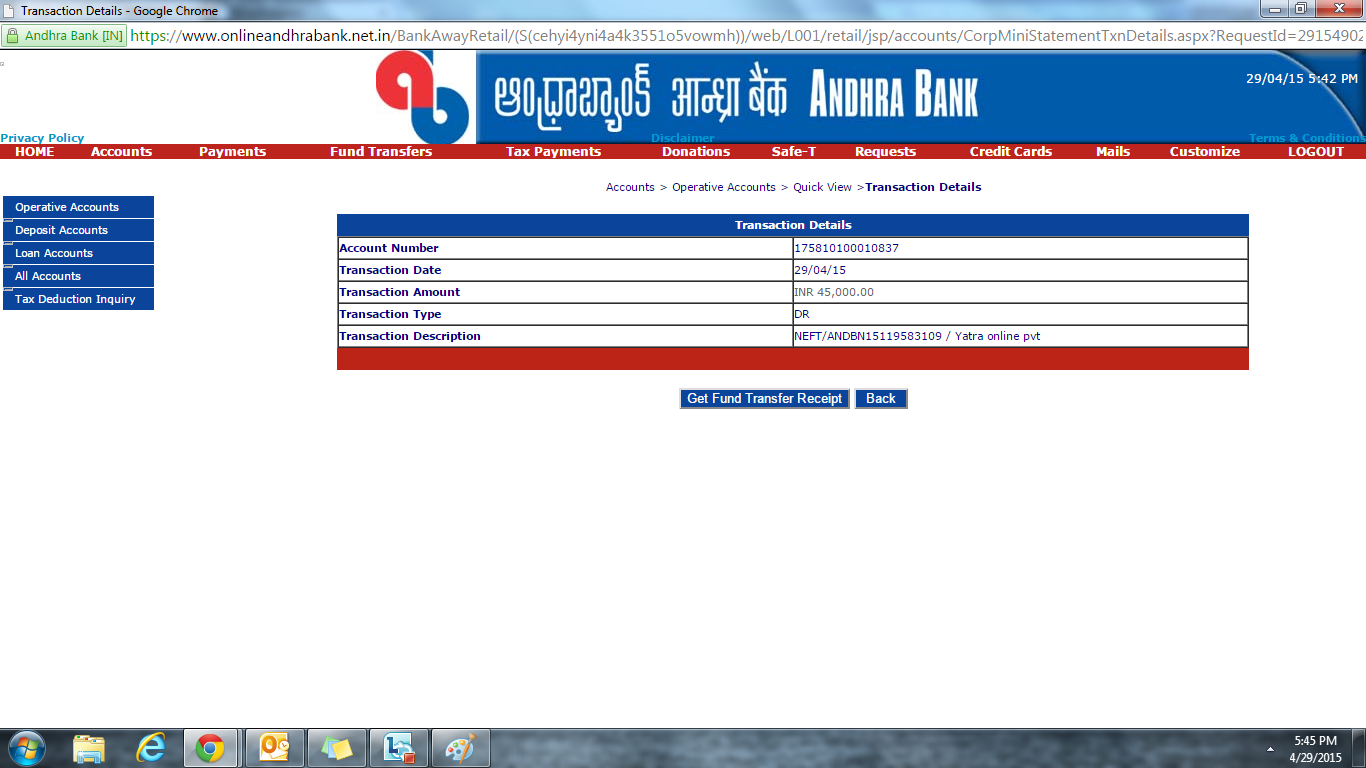 Transaction Details - Google Chrome
Andhra Bank [IN] https://www.onlineandhrabank.net.in/BankAwayRetail/(S(cehyi4yni4a4k3551o5vowmh))/web/L001/retail/jsp/accounts/CorpMiniStatementTxnDetails.aspx?RequestId=29154902
ఆంధ్రాబ్యాంక్ आन्ध्रा बैंक ANDHRA BANK
29/04/15 5:42 PM
Privacy Policy Disclaimer Terms & Conditions
HOME Accounts Payments Fund Transfers Tax Payments Donations Safe-T Requests Credit Cards Mails Customize LOGOUT
Accounts > Operative Accounts > Quick View >Transaction Details
Operative Accounts
Deposit Accounts
Loan Accounts
All Accounts
Tax Deduction Inquiry
Transaction Details
Account Number 175810100010837
Transaction Date 29/04/15
Transaction Amount INR 45,000.00
Transaction Type DR
Transaction Description NEFT/ANDBN15119583109 / Yatra online pvt
Get Fund Transfer Receipt Back
5:45 PM
4/29/2015